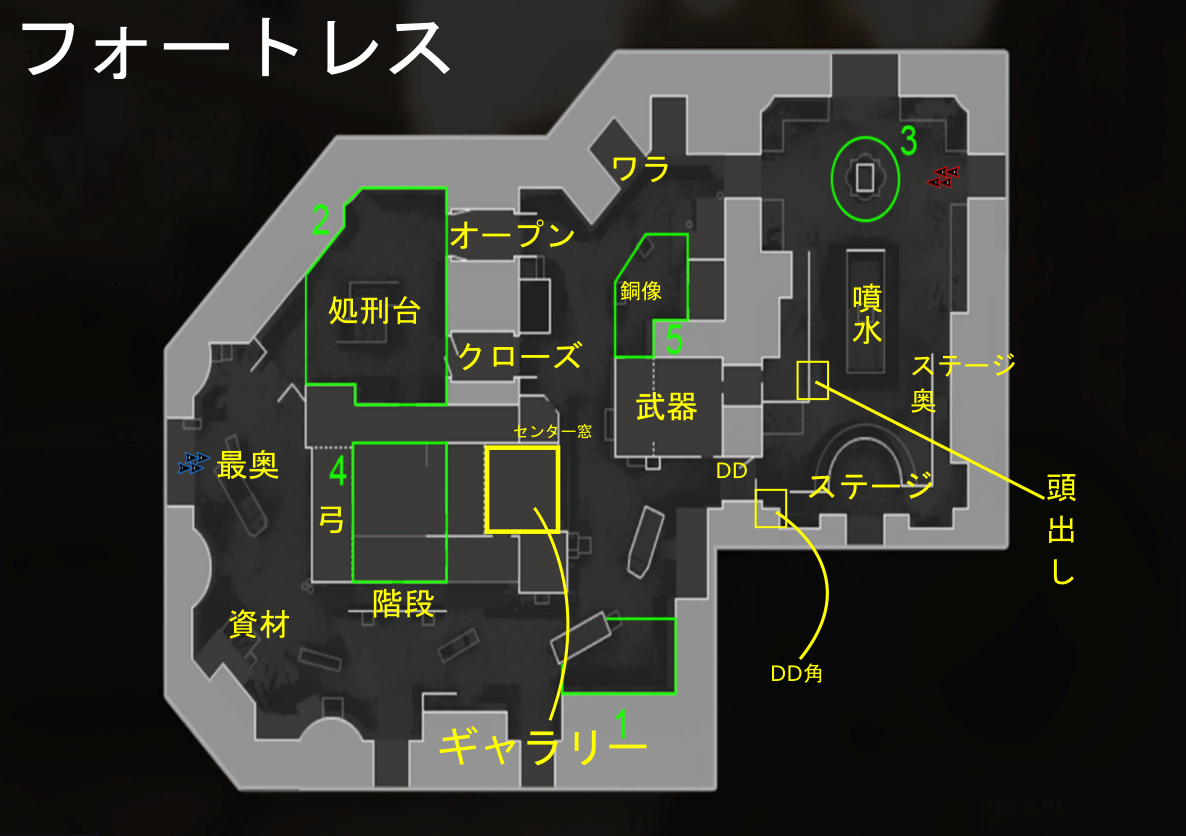 フォートレス
ワラ
3
2
オープン
処刑台
銅像
噴
水
5
クローズ
ステージ
奥
武器
センター窓
最奥
4
DD
ステージ
頭
出
し
弓
階段
資材
DD角
1
ギャラリー